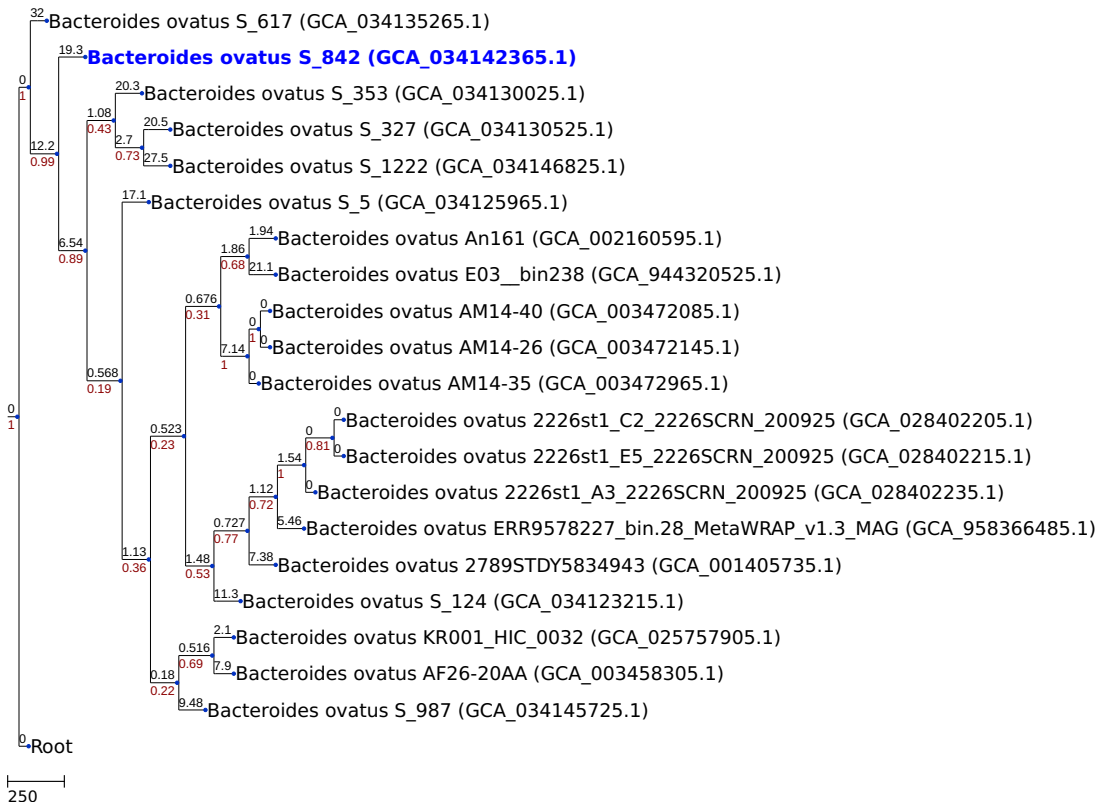 32 Bacteroides ovatus S_617 (GCA_034135265.1)
19.3 Bacteroides ovatus S_842 (GCA_034142365.1)
0
1
20.3 Bacteroides ovatus S_353 (GCA_034130025.1)
1.08
0.43
20.5 Bacteroides ovatus S_327 (GCA_034130525.1)
2.7
0.73
12.2
0.99
27.5 Bacteroides ovatus S_1222 (GCA_034146825.1)
17.1 Bacteroides ovatus S_5 (GCA_034125965.1)
1.94 Bacteroides ovatus An161 (GCA_002160595.1)
6.54
0.89
1.86
0.68
21.1 Bacteroides ovatus E03__bin238 (GCA_944320525.1)
0.676
0.31
0 Bacteroides ovatus AM14-40 (GCA_003472085.1)
0
1
0 Bacteroides ovatus AM14-26 (GCA_003472145.1)
7.14
1
0 Bacteroides ovatus AM14-35 (GCA_003472965.1)
0.568
0.19
0
1
0 Bacteroides ovatus 2226st1_C2_2226SCRN_200925 (GCA_028402205.1)
0.523
0.23
0
0.81
0 Bacteroides ovatus 2226st1_E5_2226SCRN_200925 (GCA_028402215.1)
1.54
1
0 Bacteroides ovatus 2226st1_A3_2226SCRN_200925 (GCA_028402235.1)
1.12
0.72
5.46 Bacteroides ovatus ERR9578227_bin.28_MetaWRAP_v1.3_MAG (GCA_958366485.1)
0.727
0.77
7.38 Bacteroides ovatus 2789STDY5834943 (GCA_001405735.1)
1.13
0.36
1.48
0.53
11.3 Bacteroides ovatus S_124 (GCA_034123215.1)
2.1 Bacteroides ovatus KR001_HIC_0032 (GCA_025757905.1)
0.516
0.69
7.9 Bacteroides ovatus AF26-20AA (GCA_003458305.1)
0.18
0.22
9.48 Bacteroides ovatus S_987 (GCA_034145725.1)
0 Root
250